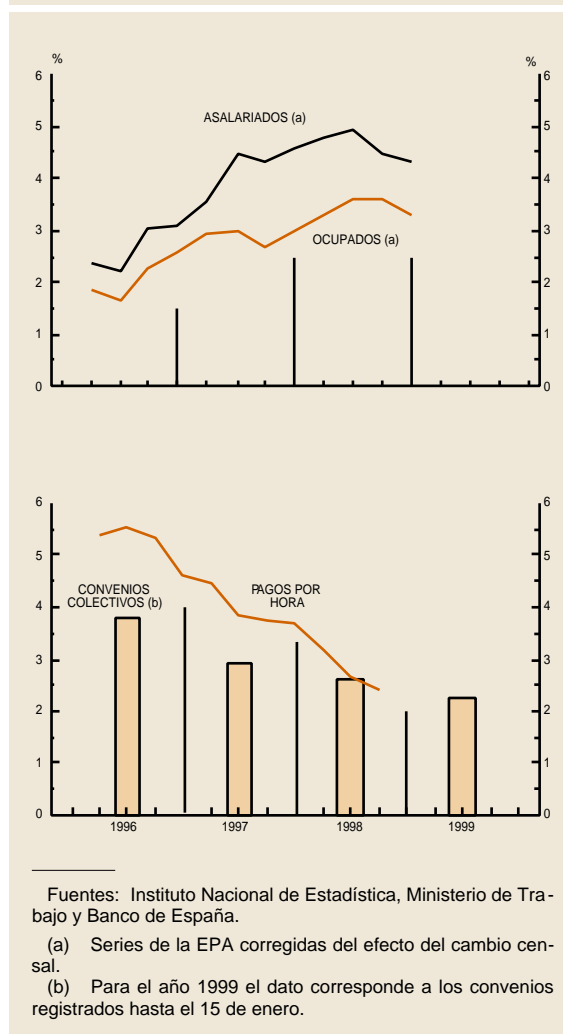 % %
6 6
ASALARIADOS (a)
5 5
4 4
3 3
OCUPADOS (a)
2 2
1 1
0 0
6 6
5 5
CONVENIOS
COLECTIVOS (b)
PAGOS POR
HORA
4 4
3 3
2 2
1 1
0 0
1996 1997 1998 1999
Fuentes: Instituto Nacional de Estadística, Ministerio de Tra-
bajo y Banco de España.
(a) Series de la EPA corregidas del efecto del cambio cen-
sal.
(b) Para el año 1999 el dato corresponde a los convenios
registrados hasta el 15 de enero.